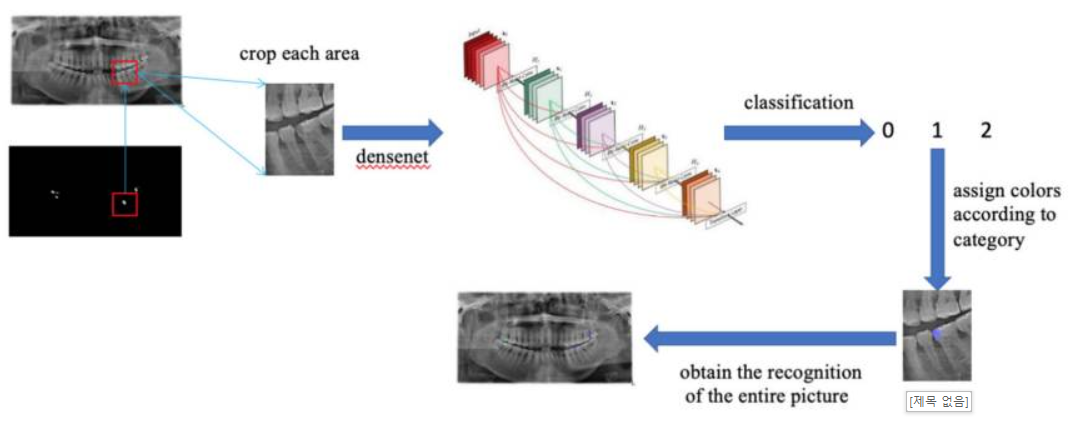 crop each area
densenet
classification
0 1 2
assign colors
according to
category
obtain the recognition
of the entire picture
[제목 없음]